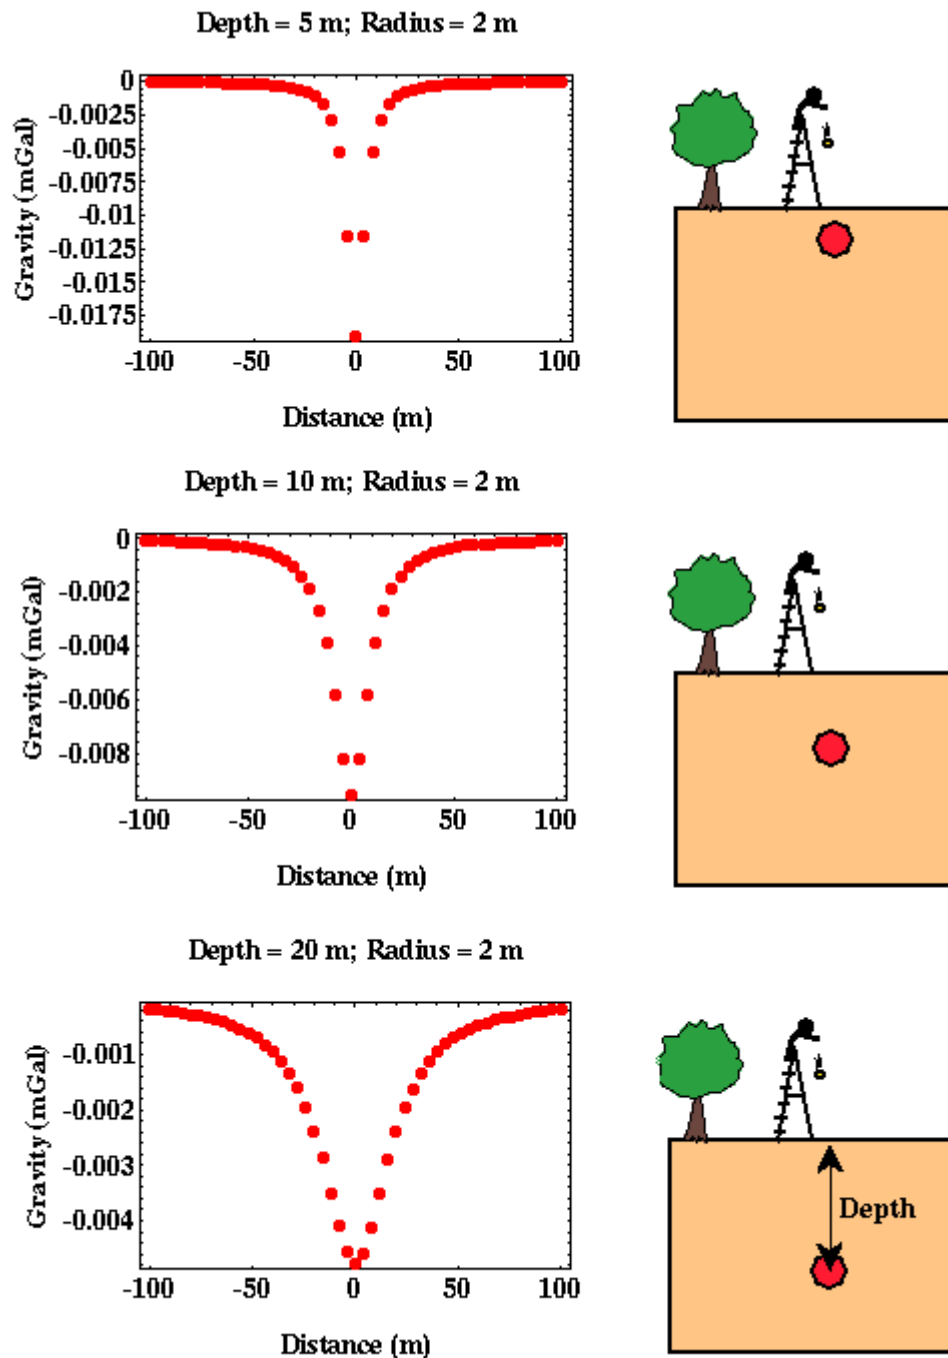 Depth = 5 m; Radius = 2 m
Gravity (mGal)
0
-0.0025
-0.005
-0.0075
-0.01
-0.0125
-0.015
-0.0175
-100 -50 0 50 100
Distance (m)
Depth = 10 m; Radius = 2 m
Gravity (mGal)
0
-0.002
-0.004
-0.006
-0.008
-100 -50 0 50 100
Distance (m)
Depth = 20 m; Radius = 2 m
Gravity (mGal)
-0.001
-0.002
-0.003
-0.004
-100 -50 0 50 100
Distance (m)
Depth